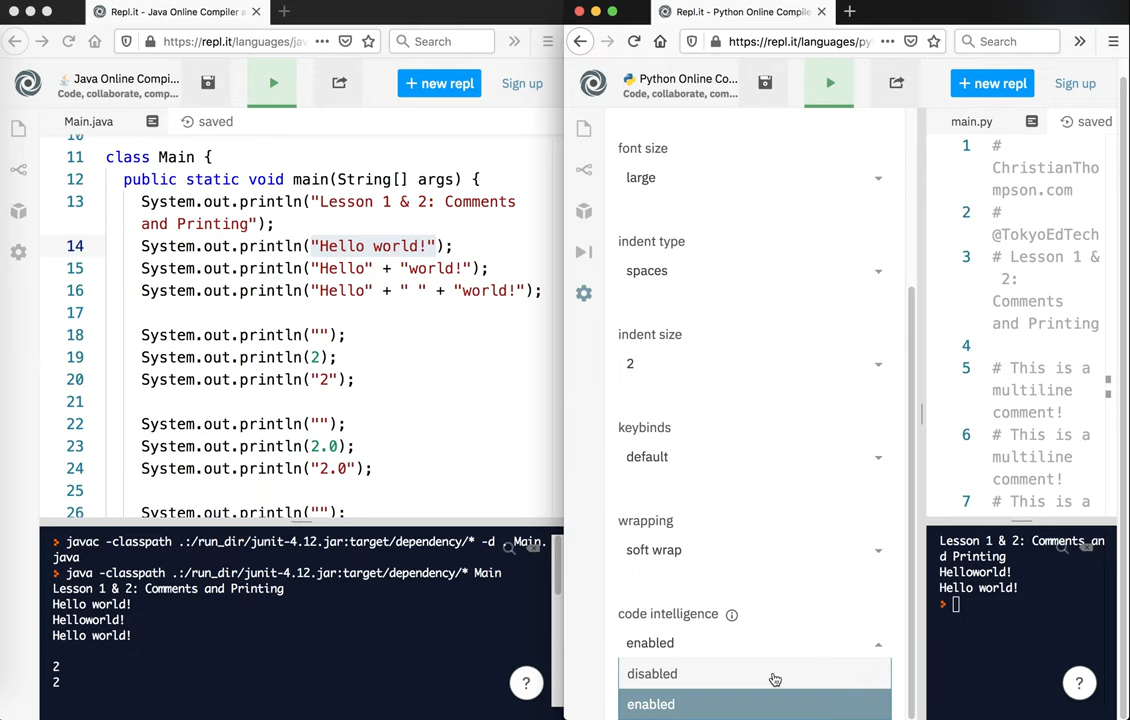 Repl.it - Java Online Compiler a
https://repl.it/languages/jav
Search
Java Online Compi...
Code, collaborate, comp...
+ new repl
Sign up
Main.java
saved
10
11 class Main {
12 public static void main(String[] args) {
13 System.out.println("Lesson 1 & 2: Comments
and Printing");
14 System.out.println("Hello world!");
15 System.out.println("Hello" + "world!");
16 System.out.println("Hello" + " " + "world!");
17
18 System.out.println("");
19 System.out.println(2);
20 System.out.println("2");
21
22 System.out.println("");
23 System.out.println(2.0);
24 System.out.println("2.0");
25
26 System.out.println("");
javac -classpath .:/run_dir/junit-4.12.jar:target/dependency/* -d . Main.
java
java -classpath .:/run_dir/junit-4.12.jar:target/dependency/* Main
Lesson 1 & 2: Comments and Printing
Hello world!
Helloworld!
Hello world!
2
2
?
Repl.it - Python Online Compile
https://repl.it/languages/py
Search
Python Online Co...
Code, collaborate, com...
+ new repl
Sign up
font size
large
indent type
spaces
indent size
2
keybinds
default
wrapping
soft wrap
code intelligence
enabled
disabled
enabled
main.py
saved
1 #
ChristianTho
mpson.com
2 #
@TokyoEdTech
3 # Lesson 1 &
2:
Comments
and Printing
4
5 # This is a
multiline
comment!
6 # This is a
multiline
comment!
7 # This is a
Lesson 1 & 2: Comments an
d Printing
Helloworld!
Hello world!
?